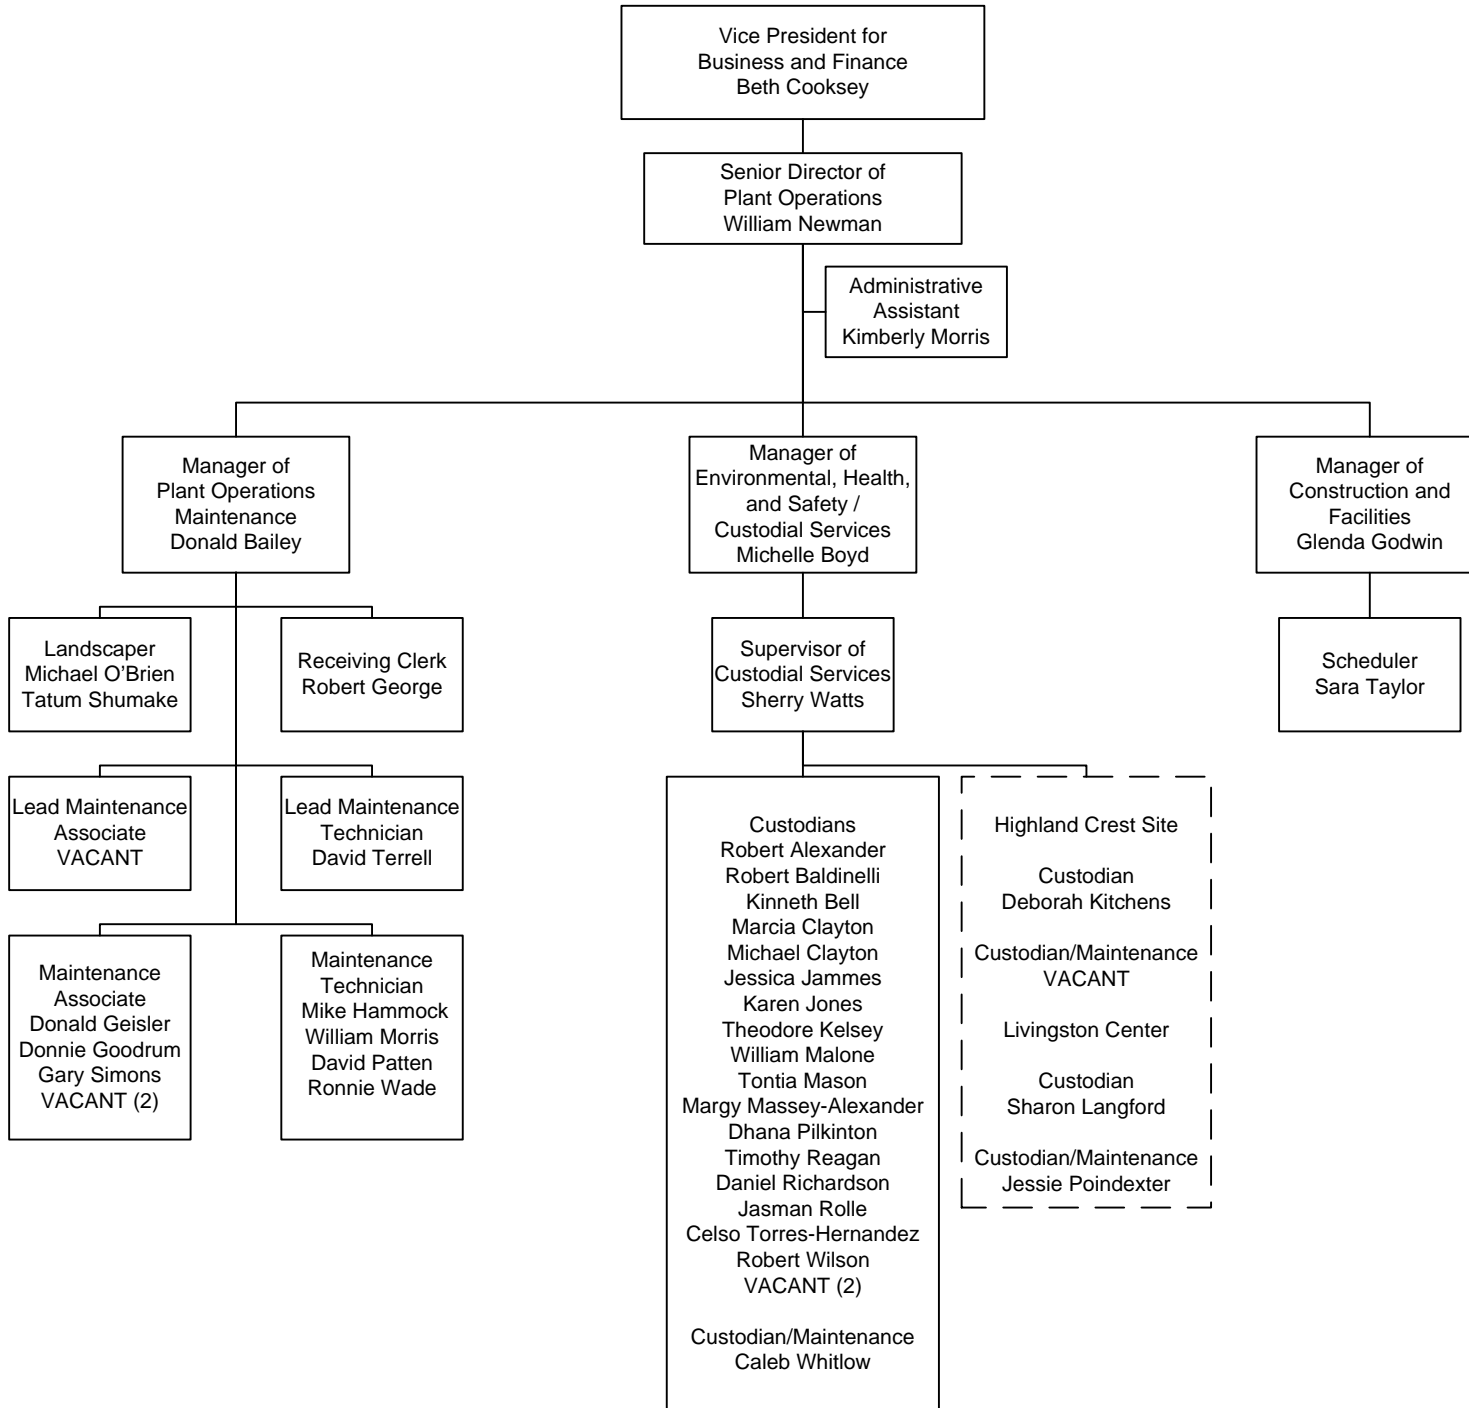 Vice President for
Business and Finance
Beth Cooksey
Senior Director of
Plant Operations
William Newman
Administrative
Assistant
Kimberly Morris
Manager of
Plant Operations
Maintenance
Donald Bailey
Manager of
Environmental, Health,
and Safety /
Custodial Services
Michelle Boyd
Manager of
Construction and
Facilities
Glenda Godwin
Landscaper
Michael O’Brien
Tatum Shumake
Receiving Clerk
Robert George
Supervisor of
Custodial Services
Sherry Watts
Scheduler
Sara Taylor
Lead Maintenance
Associate
VACANT
Lead Maintenance
Technician
David Terrell
Maintenance
Associate
Donald Geisler
Donnie Goodrum
Gary Simons
VACANT (2)
Maintenance
Technician
Mike Hammock
William Morris
David Patten
Ronnie Wade
Custodians
Robert Alexander
Robert Baldinelli
Kinneth Bell
Marcia Clayton
Michael Clayton
Jessica Jammes
Karen Jones
Theodore Kelsey
William Malone
Tontia Mason
Margy Massey-Alexander
Dhana Pilkinton
Timothy Reagan
Daniel Richardson
Jasman Rolle
Celso Torres-Hernandez
Robert Wilson
VACANT (2)
Custodian/Maintenance
Caleb Whitlow
Highland Crest Site
Custodian
Deborah Kitchens
Custodian/Maintenance
VACANT
Livingston Center
Custodian
Sharon Langford
Custodian/Maintenance
Jessie Poindexter